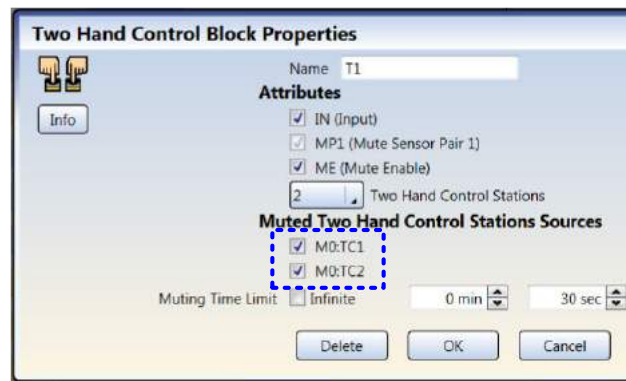 Two Hand Control Block Properties
Name T1
Attributes
Info
IN (Input)
MP1 (Mute Sensor Pair 1)
ME (Mute Enable)
2 Two Hand Control Stations
Muted Two Hand Control Stations Sources
M0:TC1
M0:TC2
Muting Time Limit Infinite 0 min 30 sec
Delete OK Cancel